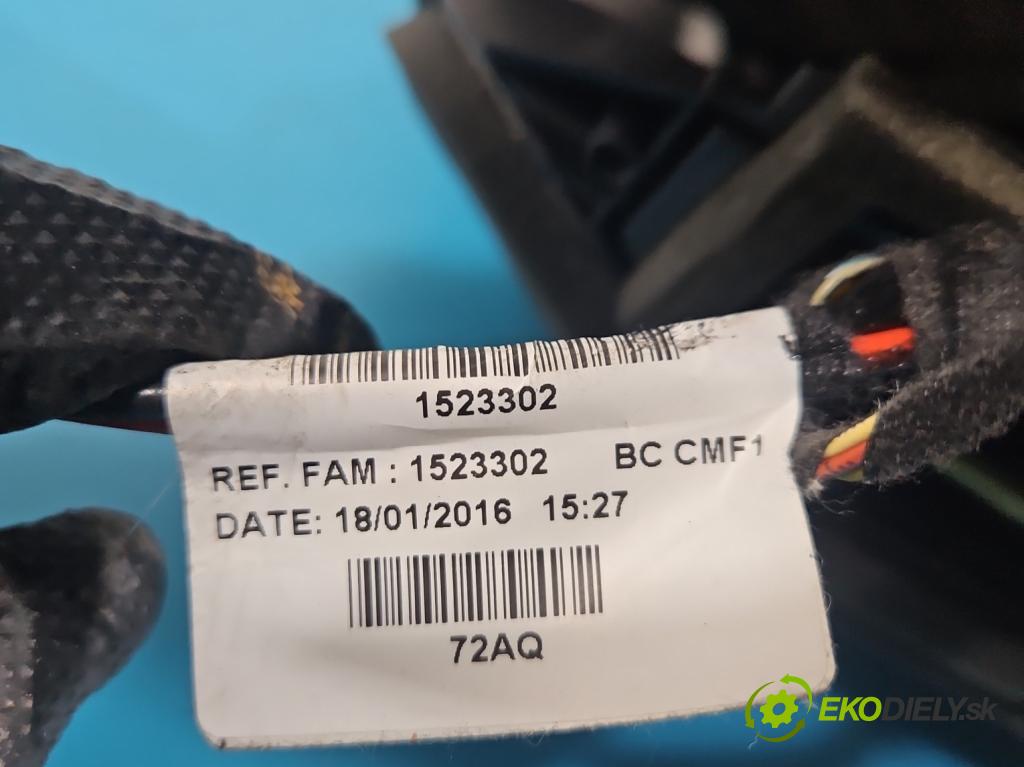 1523302
REF. FAM : 1523302 BC CMF1
DATE: 18/01/2016 15:27
72AQ
EKODIELY.sk